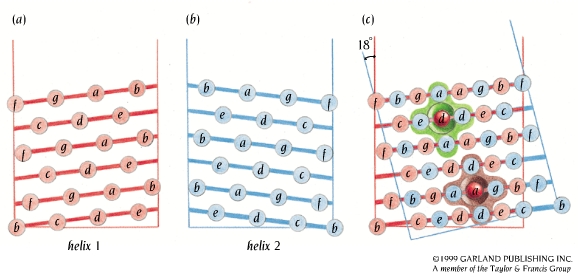 (a) (b) (c)
18°
f g a b
c d e
f g a b
c d e
f g a b
b c d e
b a g f
e d c
b a g f
e d c
b a g f
e d c b
f b g a a g b f
c e d d e c
f b g a a g b f
c e d d e c
f b g a a g b f
b c e d d e c b
helix 1 helix 2
©1999 GARLAND PUBLISHING INC.
A member of the Taylor & Francis Group